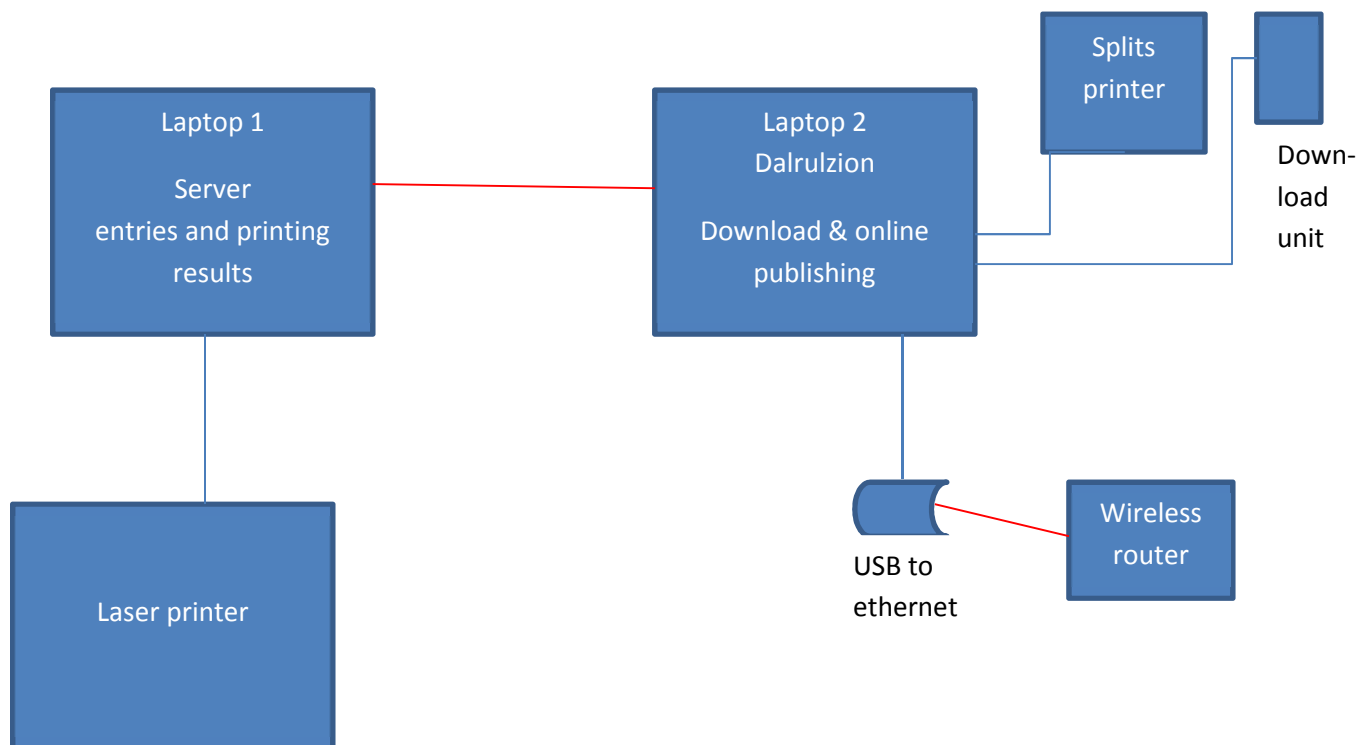 Laptop 1
Server
entries and printing
results
Laptop 2
Dalrulzion
Download & online
publishing
Splits
printer
Down-
load
unit
Laser printer
USB to
ethernet
Wireless
router